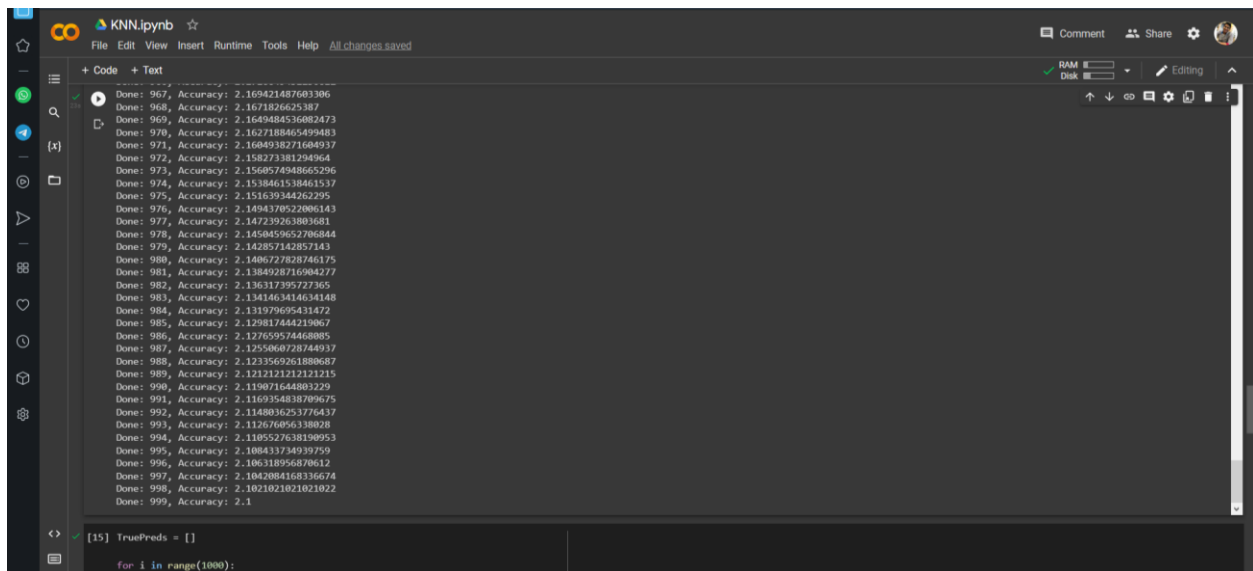 KNN.ipynb
File Edit View Insert Runtime Tools Help All changes saved
Comment Share
+ Code + Text
RAM
Disk
Editing
Done: 967, Accuracy: 2.169421487603306
Done: 968, Accuracy: 2.1671826625387
Done: 969, Accuracy: 2.1649484536082473
Done: 970, Accuracy: 2.1627188465499483
Done: 971, Accuracy: 2.1604938271604937
Done: 972, Accuracy: 2.158273381294964
Done: 973, Accuracy: 2.1560574948665296
Done: 974, Accuracy: 2.1538461538461537
Done: 975, Accuracy: 2.151639344262295
Done: 976, Accuracy: 2.1494370522006143
Done: 977, Accuracy: 2.147239263803681
Done: 978, Accuracy: 2.1450459652706844
Done: 979, Accuracy: 2.142857142857143
Done: 980, Accuracy: 2.1406727828746175
Done: 981, Accuracy: 2.1384928716904277
Done: 982, Accuracy: 2.136317395727365
Done: 983, Accuracy: 2.1341463414634148
Done: 984, Accuracy: 2.131979695431472
Done: 985, Accuracy: 2.129817444219067
Done: 986, Accuracy: 2.127659574468085
Done: 987, Accuracy: 2.1255060728744937
Done: 988, Accuracy: 2.1233569261880687
Done: 989, Accuracy: 2.1212121212121215
Done: 990, Accuracy: 2.119071644803229
Done: 991, Accuracy: 2.1169354838709675
Done: 992, Accuracy: 2.1148036253776437
Done: 993, Accuracy: 2.112676056338028
Done: 994, Accuracy: 2.1105527638190953
Done: 995, Accuracy: 2.108433734939759
Done: 996, Accuracy: 2.106318956870612
Done: 997, Accuracy: 2.1042084168336674
Done: 998, Accuracy: 2.1021021021021022
Done: 999, Accuracy: 2.1
[15] TruePreds = []
for i in range(1000):